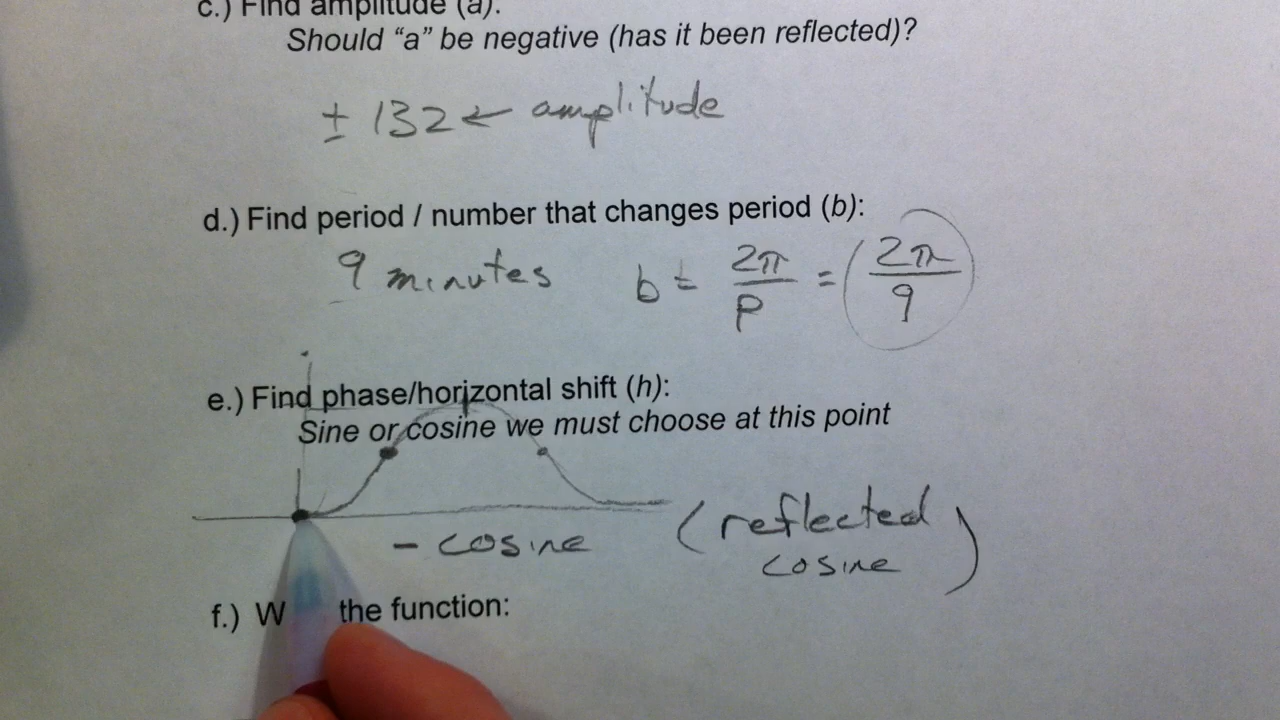 c.) Find amplitude (a).
Should “a” be negative (has it been reflected)?
± 132 ← amplitude
d.) Find period / number that changes period (b):
9 minutes b = 2π/P = 2π/9
e.) Find phase/horizontal shift (h):
Sine or cosine we must choose at this point
- cosine (reflected cosine)
f.) W the function: